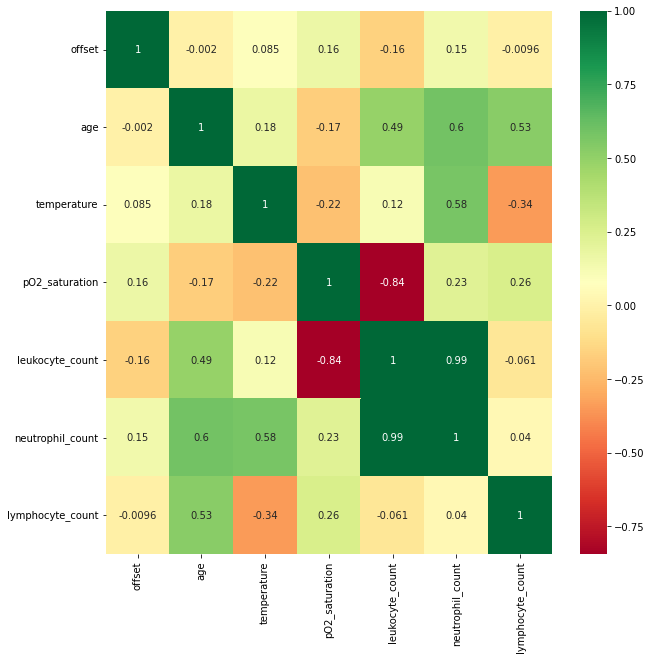 1.00
offset 1 -0.002 0.085 0.16 -0.16 0.15 -0.0096
0.75
age -0.002 1 0.18 -0.17 0.49 0.6 0.53
0.50
temperature 0.085 0.18 1 -0.22 0.12 0.58 -0.34
0.25
pO2_saturation 0.16 -0.17 -0.22 1 -0.84 0.23 0.26
0.00
leukocyte_count -0.16 0.49 0.12 -0.84 1 0.99 -0.061
-0.25
neutrophil_count 0.15 0.6 0.58 0.23 0.99 1 0.04
-0.50
lymphocyte_count -0.0096 0.53 -0.34 0.26 -0.061 0.04 1
-0.75
offset
age
temperature
pO2_saturation
leukocyte_count
neutrophil_count
lymphocyte_count